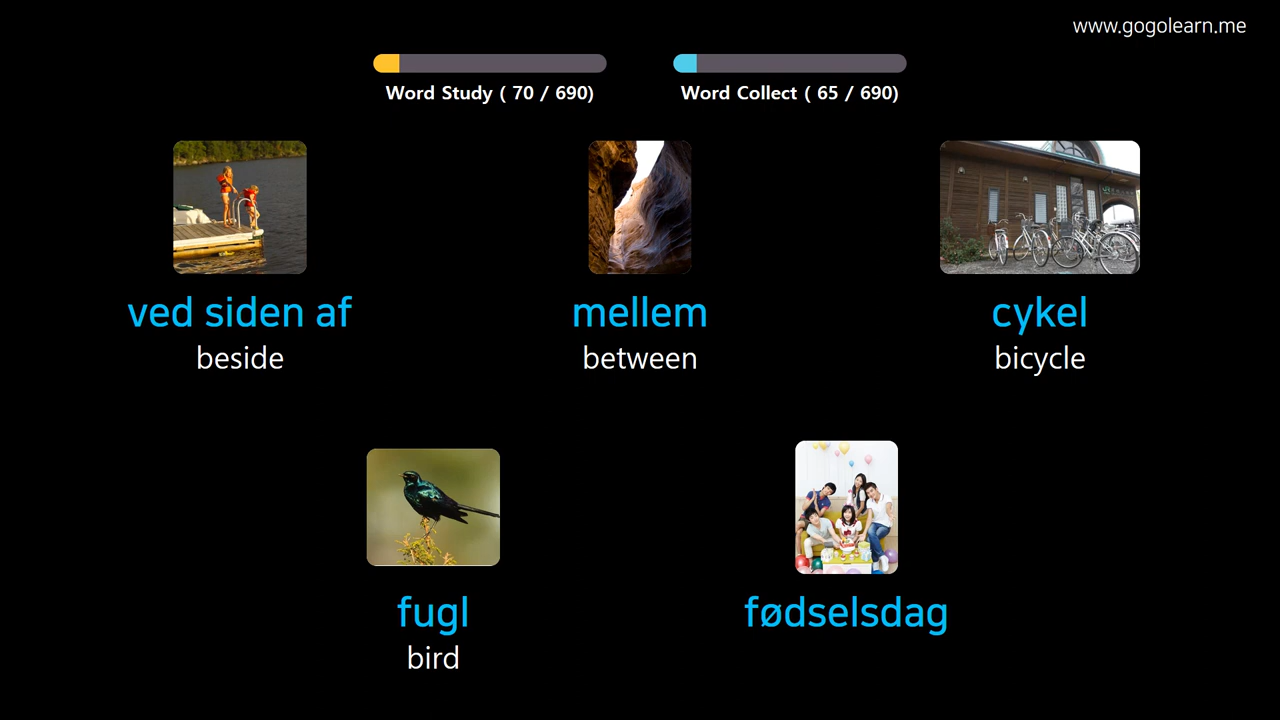 www.gogolearn.me
Word Study ( 70 / 690)
Word Collect ( 65 / 690)
ved siden af
beside
mellem
between
cykel
bicycle
fugl
bird
fødselsdag